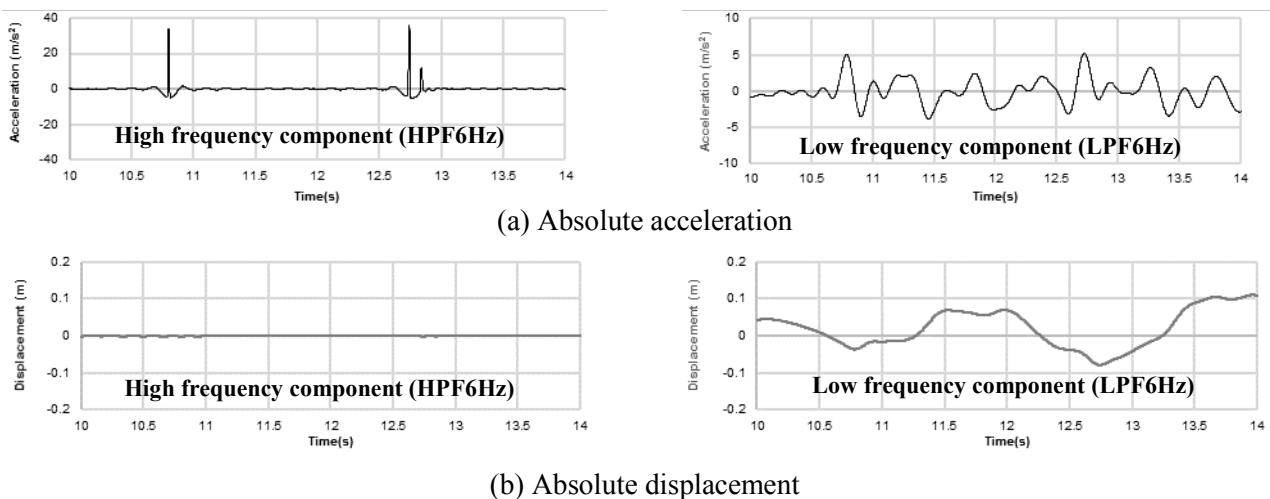 Acceleration (m/s²)
40
20
0
-20
-40
High frequency component (HPF6Hz)
10 10.5 11 11.5 12 12.5 13 13.5 14
Time(s)
Acceleration (m/s²)
10
5
0
-5
-10
Low frequency component (LPF6Hz)
10 10.5 11 11.5 12 12.5 13 13.5 14
Time(s)
(a) Absolute acceleration
Displacement (m)
0.2
0.1
0
-0.1
-0.2
High frequency component (HPF6Hz)
10 10.5 11 11.5 12 12.5 13 13.5 14
Time(s)
Displacement (m)
0.2
0.1
0
-0.1
-0.2
Low frequency component (LPF6Hz)
10 10.5 11 11.5 12 12.5 13 13.5 14
Time(s)
(b) Absolute displacement